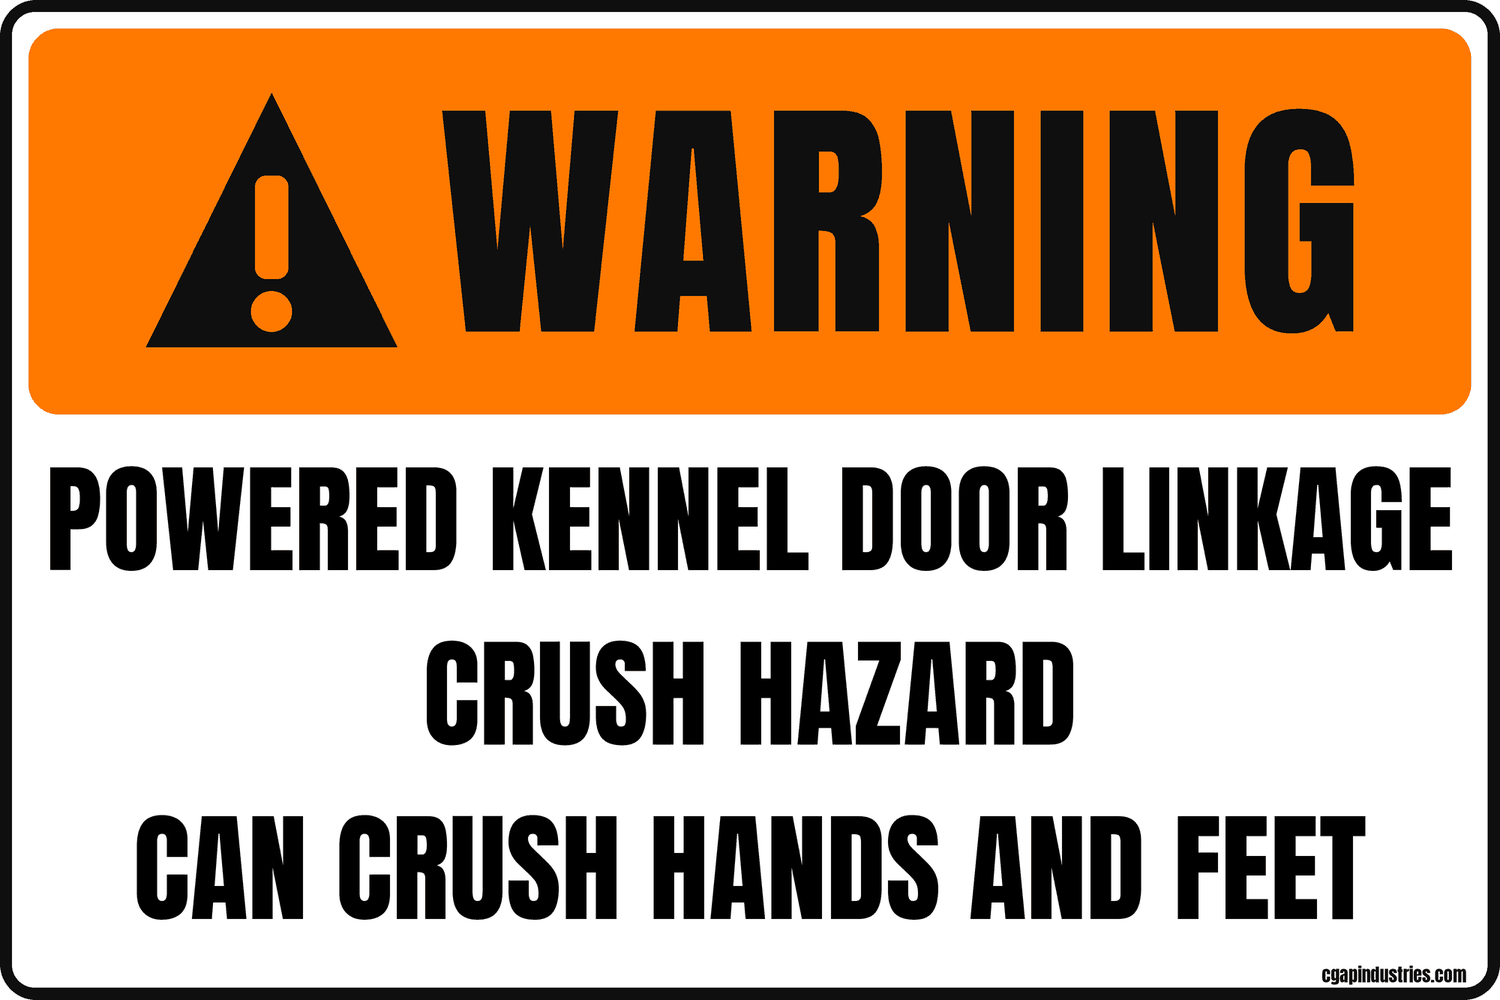 WARNING
POWERED KENNEL DOOR LINKAGE
CRUSH HAZARD
CAN CRUSH HANDS AND FEET
cgapindustries.com